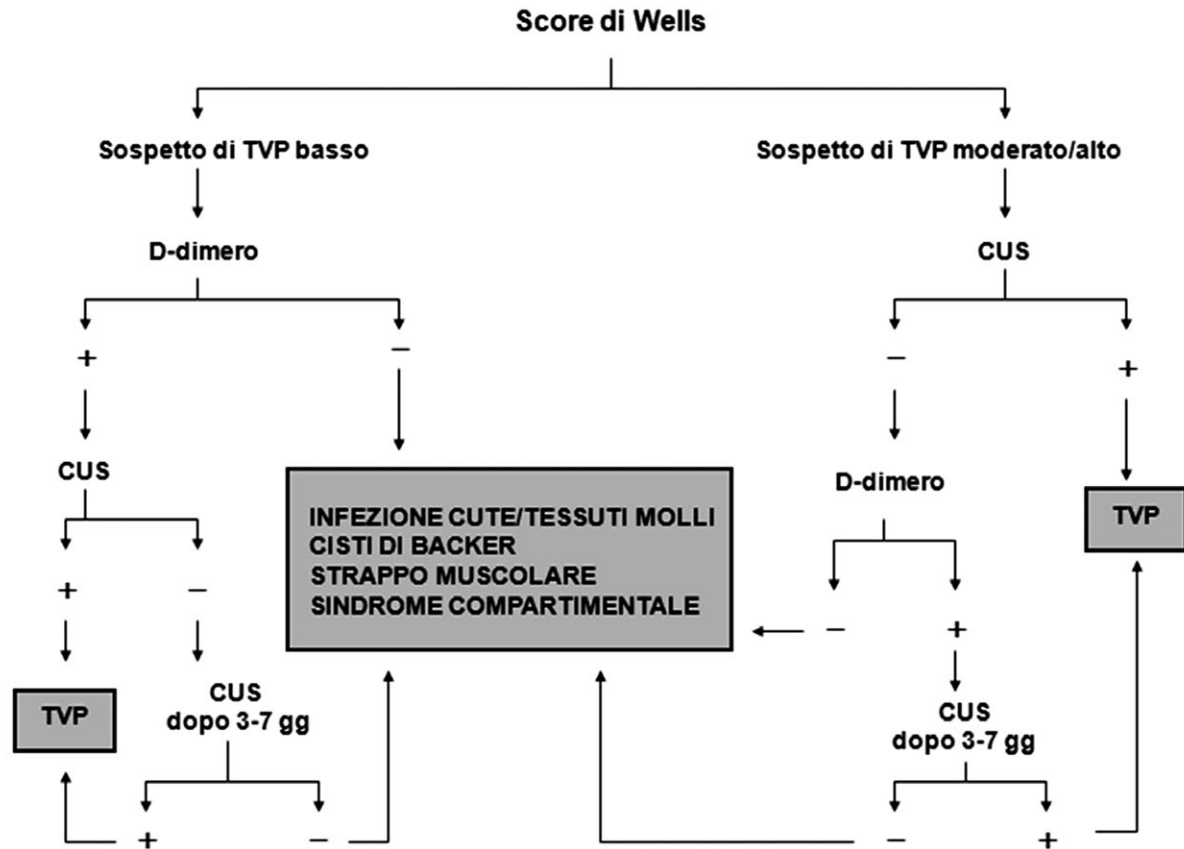 Score di Wells
Sospetto di TVP basso
Sospetto di TVP moderato/alto
D-dimero
CUS
+
−
−
+
CUS
D-dimero
TVP
INFEZIONE CUTE/TESSUTI MOLLI
CISTI DI BACKER
STRAPPO MUSCOLARE
SINDROME COMPARTIMENTALE
+
−
−
+
TVP
CUS
dopo 3-7 gg
CUS
dopo 3-7 gg
+
−
−
+